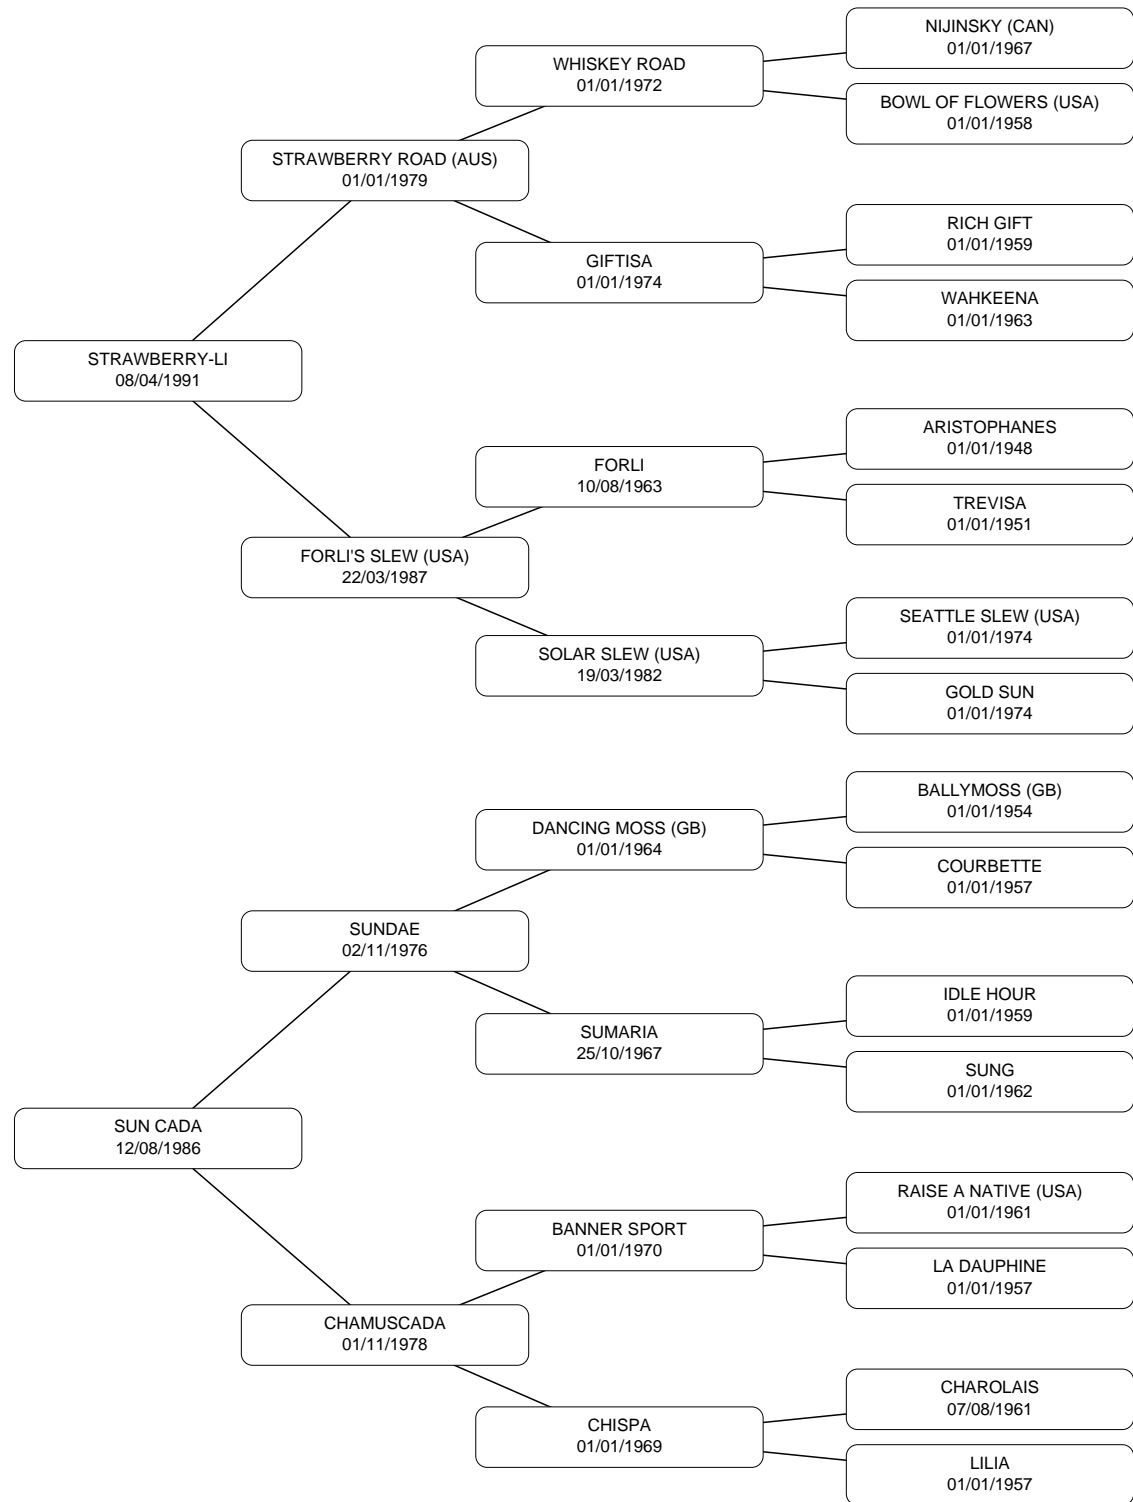 NIJINSKY (CAN)
01/01/1967
WHISKEY ROAD
01/01/1972
BOWL OF FLOWERS (USA)
01/01/1958
STRAWBERRY ROAD (AUS)
01/01/1979
RICH GIFT
01/01/1959
GIFTISA
01/01/1974
WAHKEENA
01/01/1963
STRAWBERRY-LI
08/04/1991
ARISTOPHANES
01/01/1948
FORLI
10/08/1963
TREVISA
01/01/1951
FORLI'S SLEW (USA)
22/03/1987
SEATTLE SLEW (USA)
01/01/1974
SOLAR SLEW (USA)
19/03/1982
GOLD SUN
01/01/1974
BALLYMOSS (GB)
01/01/1954
DANCING MOSS (GB)
01/01/1964
COURBETTE
01/01/1957
SUNDAE
02/11/1976
IDLE HOUR
01/01/1959
SUMARIA
25/10/1967
SUNG
01/01/1962
SUN CADA
12/08/1986
RAISE A NATIVE (USA)
01/01/1961
BANNER SPORT
01/01/1970
LA DAUPHINE
01/01/1957
CHAMUSCADA
01/11/1978
CHAROLAIS
07/08/1961
CHISPA
01/01/1969
LILIA
01/01/1957